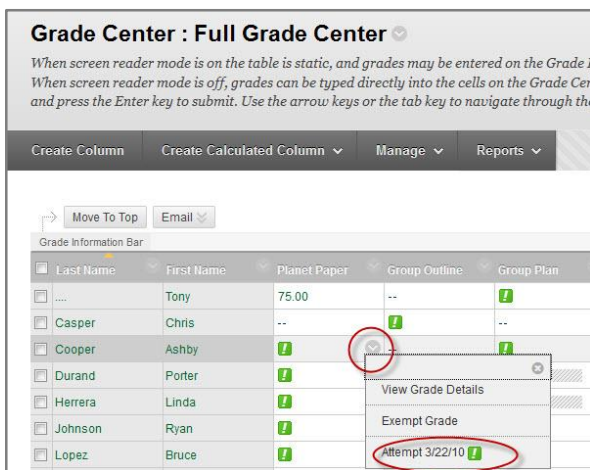 Grade Center : Full Grade Center
When screen reader mode is on the table is static, and grades may be entered on the Grade
When screen reader mode is off, grades can be typed directly into the cells on the Grade Cen
and press the Enter key to submit. Use the arrow keys or the tab key to navigate through the
Create Column Create Calculated Column Manage Reports
Move To Top Email
Grade Information Bar
Last Name First Name Planet Paper Group Outline Group Plan
.... Tony 75.00 -- !
Casper Chris -- ! --
Cooper Ashby ! -- !
Durand Porter !
View Grade Details
Herrera Linda !
Exempt Grade
Johnson Ryan !
Attempt 3/22/10 !
Lopez Bruce !